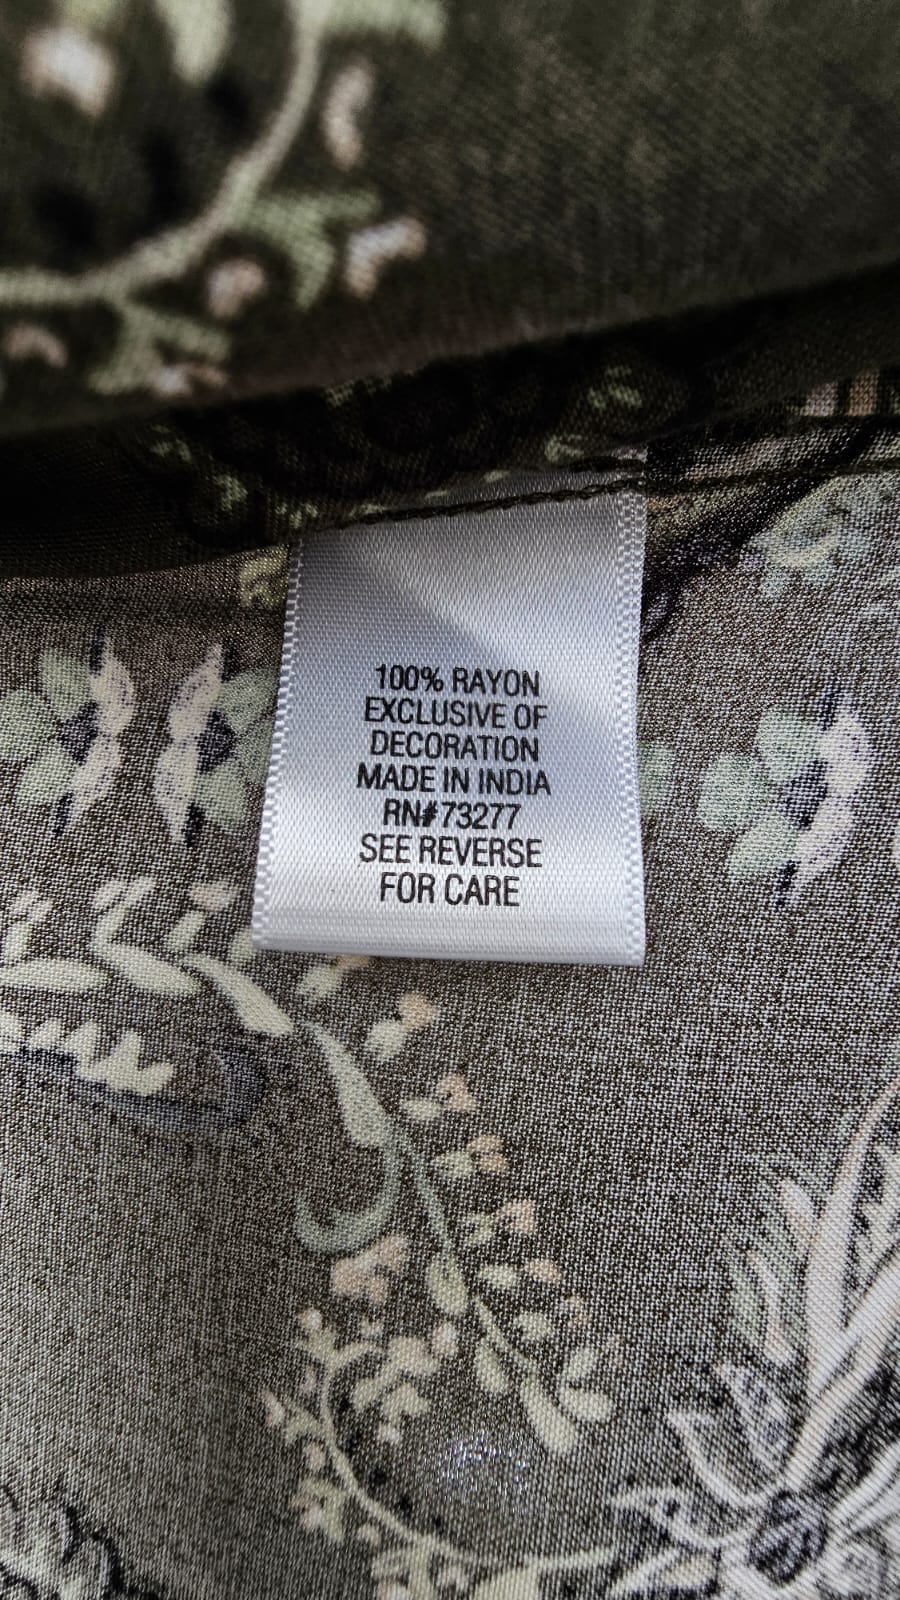 100% RAYON
EXCLUSIVE OF
DECORATION
MADE IN INDIA
RN#73277
SEE REVERSE
FOR CARE